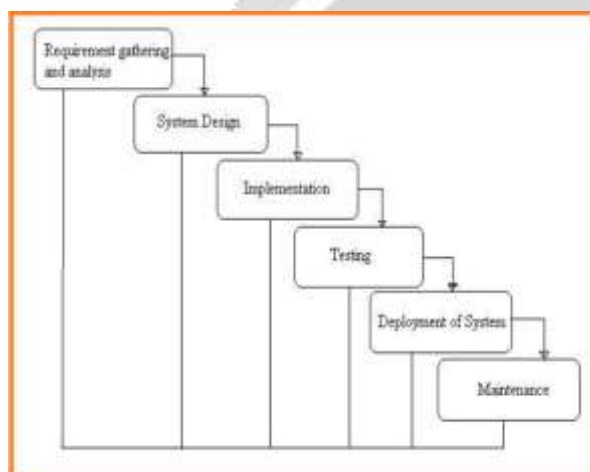 Requirement gathering
and analysis
System Design
Implementation
Testing
Deployment of System
Maintenance